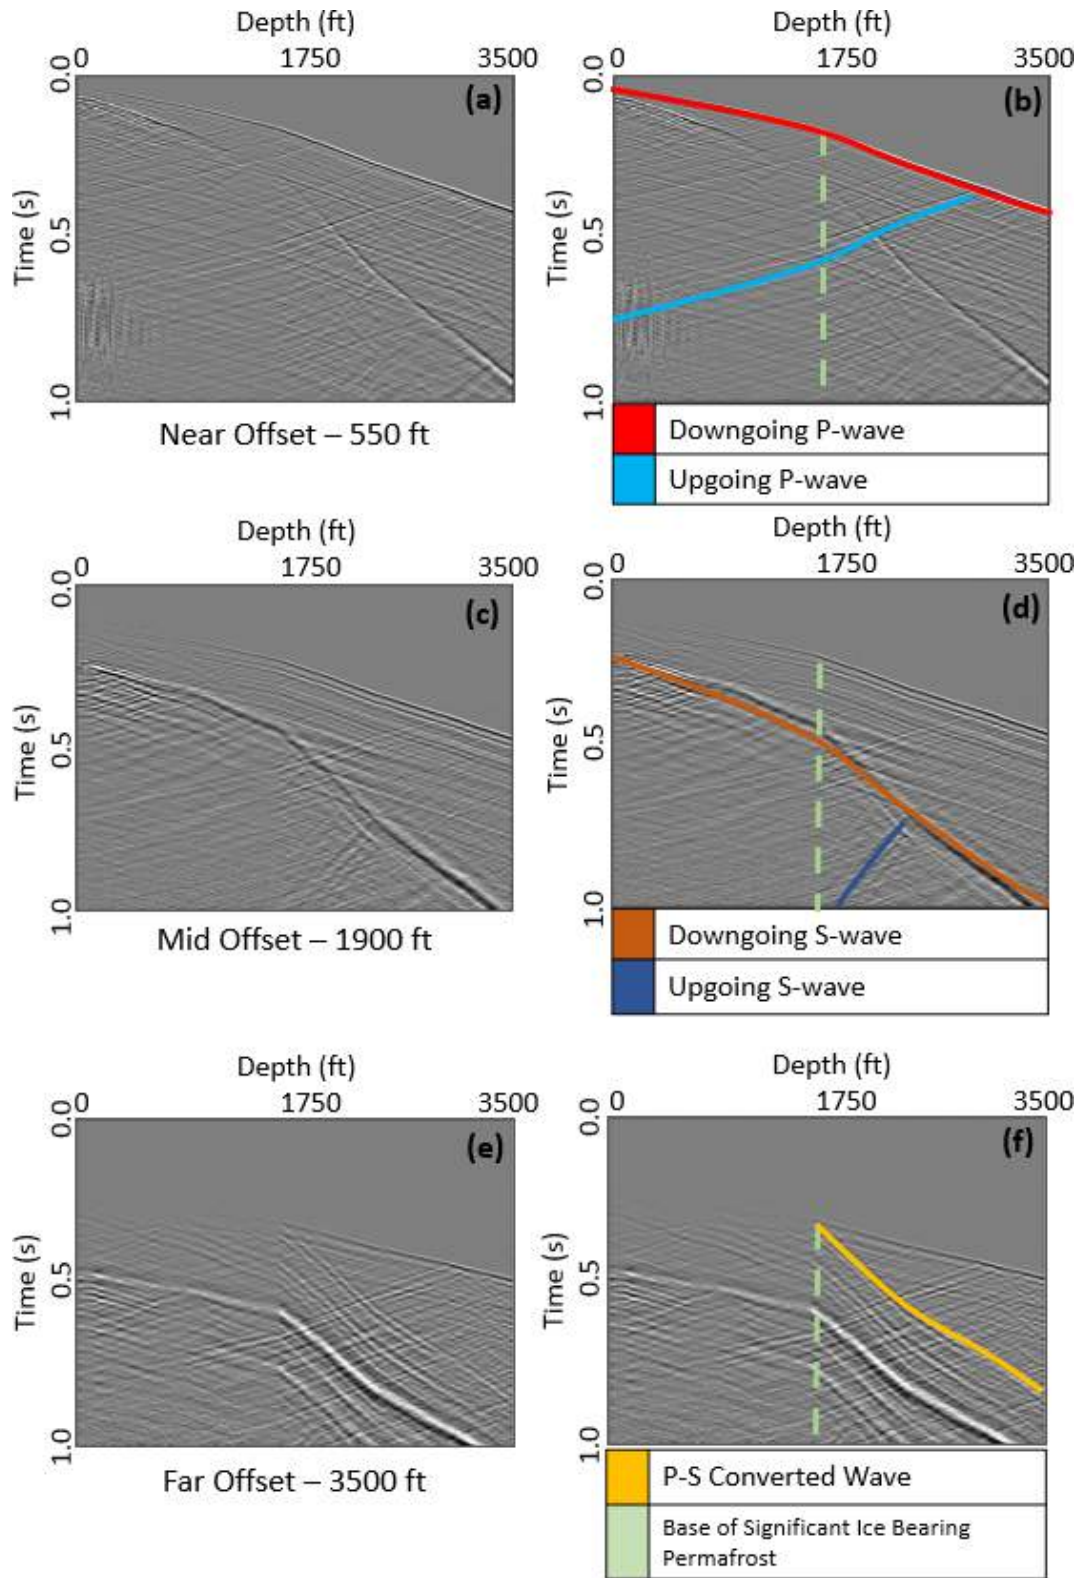 Depth (ft)
0 1750 3500
0.0
0.5
1.0
Time (s)
(a)
Near Offset – 550 ft
Depth (ft)
0 1750 3500
0.0
0.5
1.0
Time (s)
(b)
Downgoing P-wave
Upgoing P-wave
Depth (ft)
0 1750 3500
0.0
0.5
1.0
Time (s)
(c)
Mid Offset – 1900 ft
Depth (ft)
0 1750 3500
0.0
0.5
1.0
Time (s)
(d)
Downgoing S-wave
Upgoing S-wave
Depth (ft)
0 1750 3500
0.0
0.5
1.0
Time (s)
(e)
Far Offset – 3500 ft
Depth (ft)
0 1750 3500
0.0
0.5
1.0
Time (s)
(f)
P-S Converted Wave
Base of Significant Ice Bearing
Permafrost